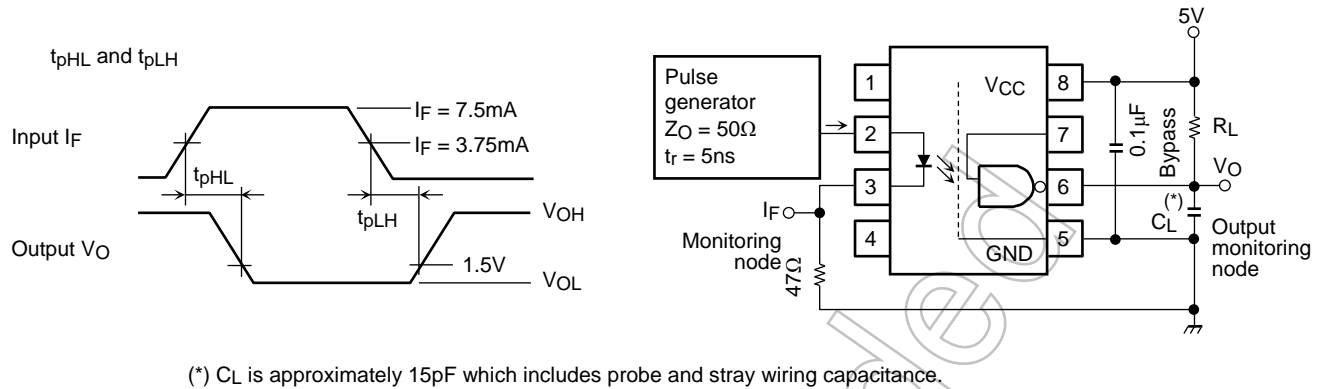 tpHL and tpLH
Input IF
IF = 7.5mA
IF = 3.75mA
tpHL
tpLH
Output VO
VOH
1.5V
VOL
Pulse
generator
ZO = 50Ω
tr = 5ns
1
2
3
4
VCC
GND
8
7
6
5
5V
0.1μF
Bypass
RL
VO
(*)
CL
Output
monitoring
node
IF
Monitoring
node
47Ω
(*) CL is approximately 15pF which includes probe and stray wiring capacitance.